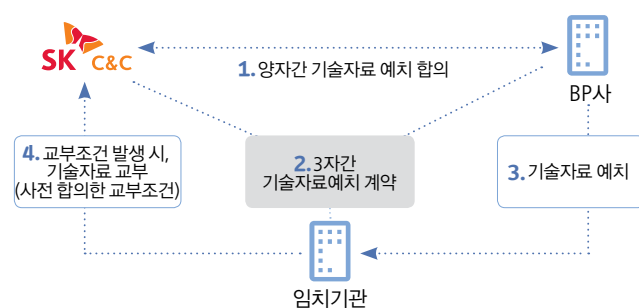 SK C&C
1. 양자간 기술자료 예치 합의
BP사
4. 교부조건 발생 시,
기술자료 교부
(사전 합의한 교부조건)
2. 3자간
기술자료예치 계약
3. 기술자료 예치
임치기관